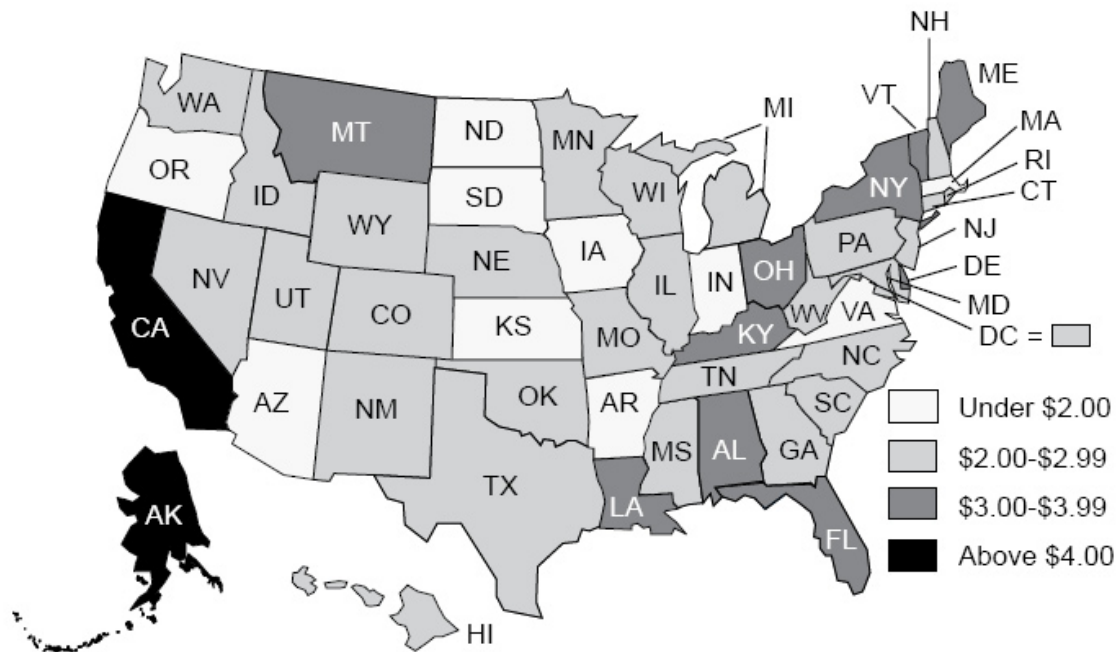 NH
ME
WA
MT
ND
MN
MI
VT
MA
OR
RI
ID
SD
WI
NY
CT
WY
NJ
IA
PA
NE
DE
NV
OH
IL
IN
MD
UT
WV
VA
CO
DC =
CA
KS
MO
KY
NC
TN
AZ
OK
NM
AR
SC
Under $2.00
MS
AL
GA
$2.00-$2.99
TX
LA
$3.00-$3.99
AK
FL
Above $4.00
HI